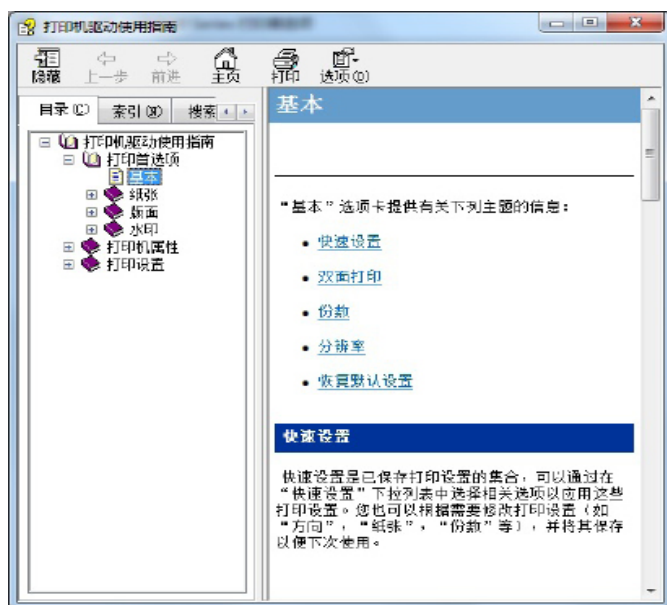 打印机驱动使用指南
隐藏 上一步 前进 主页 打印 选项(O)
目录(C) 索引(N) 搜索
打印机驱动使用指南
打印首选项
基本
纸张
版面
水印
打印机属性
打印设置
基本
“基本”选项卡提供有关下列主题的信息：
• 快速设置
• 双面打印
• 份数
• 分辨率
• 恢复默认设置
快速设置
快速设置是已保存打印设置的集合，可以通过在
“快速设置”下拉列表中选择相关选项以应用这些
打印设置。您也可以根据需要修改打印设置（如
“方向”，“纸张”，“份数”等），并将其保存
以便下次使用。